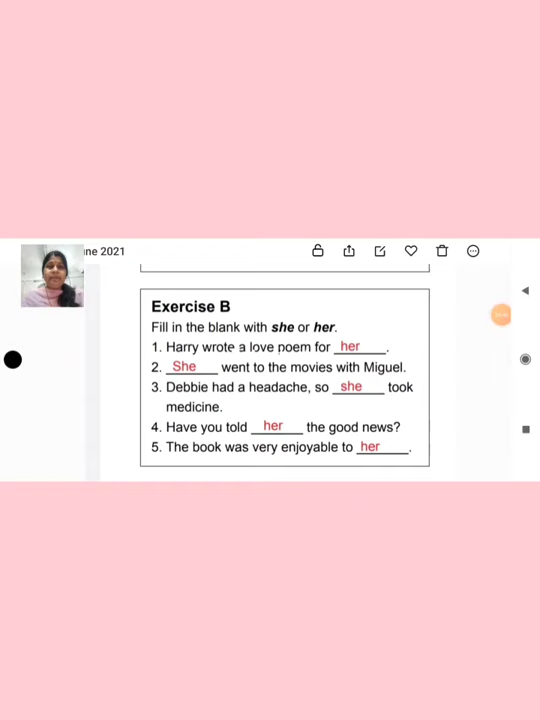 ne 2021
Exercise B
Fill in the blank with she or her.
1. Harry wrote a love poem for her.
2. She went to the movies with Miguel.
3. Debbie had a headache, so she took
medicine.
4. Have you told her the good news?
5. The book was very enjoyable to her.